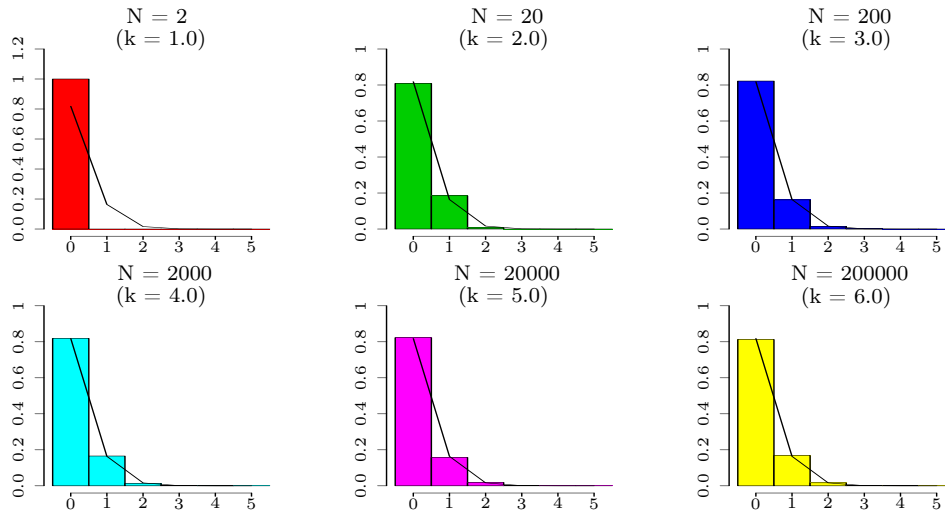 N = 2
(k = 1.0)
1.2
1
0.8
0.6
0.4
0.2
0.0
0 1 2 3 4 5
N = 20
(k = 2.0)
1
0.8
0.6
0.4
0.2
0.0
0 1 2 3 4 5
N = 200
(k = 3.0)
1
0.8
0.6
0.4
0.2
0.0
0 1 2 3 4 5
N = 2000
(k = 4.0)
1
0.8
0.6
0.4
0.2
0.0
0 1 2 3 4 5
N = 20000
(k = 5.0)
1
0.8
0.6
0.4
0.2
0.0
0 1 2 3 4 5
N = 200000
(k = 6.0)
1
0.8
0.6
0.4
0.2
0.0
0 1 2 3 4 5